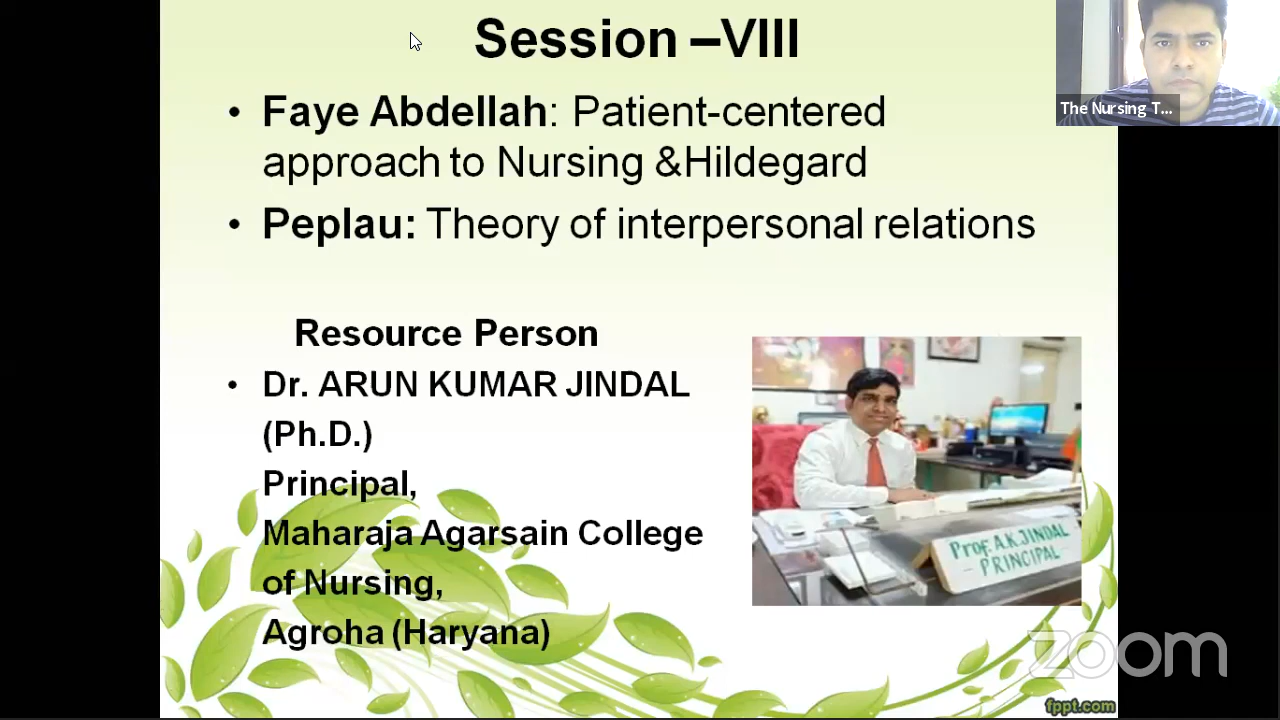 Session –VIII
• Faye Abdellah: Patient-centered
approach to Nursing &Hildegard
• Peplau: Theory of interpersonal relations
Resource Person
• Dr. ARUN KUMAR JINDAL
(Ph.D.)
Principal,
Maharaja Agarsain College
of Nursing,
Agroha (Haryana)
The Nursing T...
Prof. A.K. JINDAL
PRINCIPAL
zoom
fppt.com